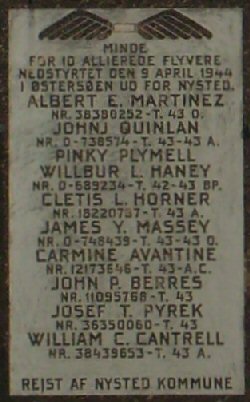 MINDE
FOR 10 ALLIEREDE FLYVERE
NEDSTYRTET DEN 9 APRIL 1944
I ØSTERSØEN UD FOR NYSTED.
ALBERT E. MARTINEZ
NR. 38380252-T. 43 O.
JOHN J QUINLAN
NR. O-738574-T. 43-43 A.
PINKY PLYMELL
WILLBUR L. HANEY
NR. O-689234-T. 42-43 BP.
CLETIS L. HORNER
NR. 18220787-T. 43 A.
JAMES Y. MASSEY
NR. O-748439-T. 43-43 O.
CARMINE AVANTINE
NR. 12173646-T. 43-A.C.
JOHN P. BERRES
NR. 11095768-T. 43
JOSEF T. PYREK
NR. 36350060-T. 43
WILLIAM C. CANTRELL
NR. 38439653-T. 43 A.
REJST AF NYSTED KOMMUNE